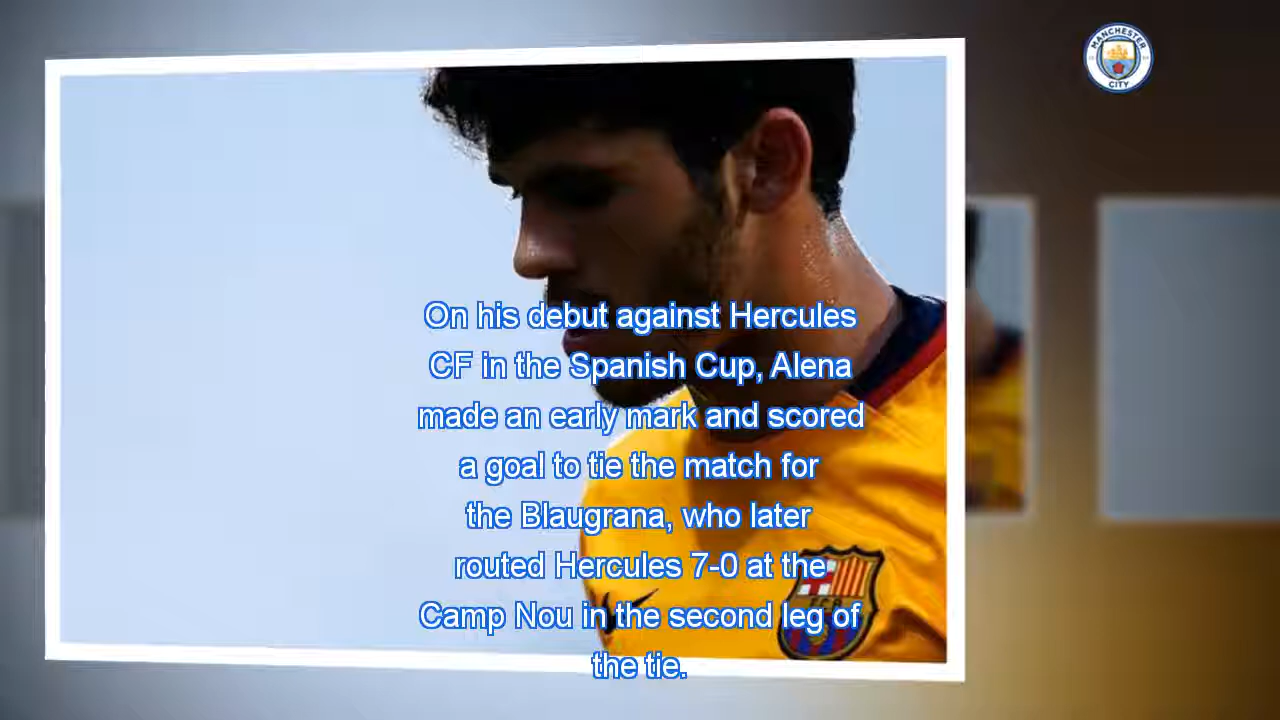 MANCHESTER
CITY
On his debut against Hercules
CF in the Spanish Cup, Alena
made an early mark and scored
a goal to tie the match for
the Blaugrana, who later
routed Hercules 7-0 at the
Camp Nou in the second leg of
the tie.
F C B